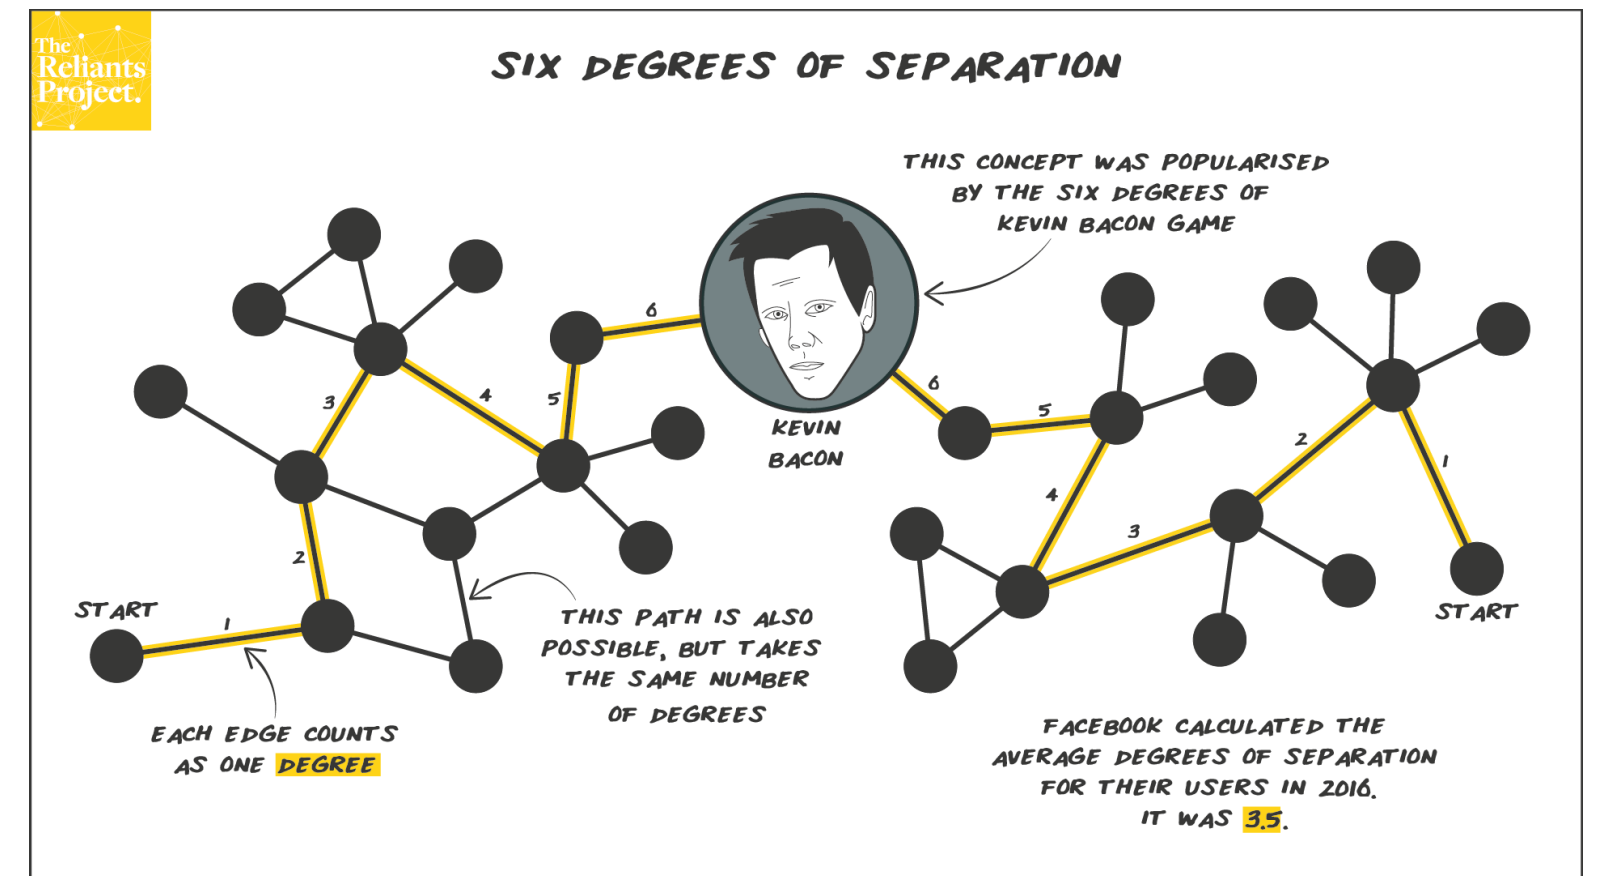 The
Reliants
Project.
SIX DEGREES OF SEPARATION
THIS CONCEPT WAS POPULARISED
BY THE SIX DEGREES OF
KEVIN BACON GAME
6
3
4
5
KEVIN
BACON
6
5
2
1
4
3
2
START
1
THIS PATH IS ALSO
POSSIBLE, BUT TAKES
THE SAME NUMBER
OF DEGREES
START
EACH EDGE COUNTS
AS ONE DEGREE
FACEBOOK CALCULATED THE
AVERAGE DEGREES OF SEPARATION
FOR THEIR USERS IN 2016.
IT WAS 3.5.